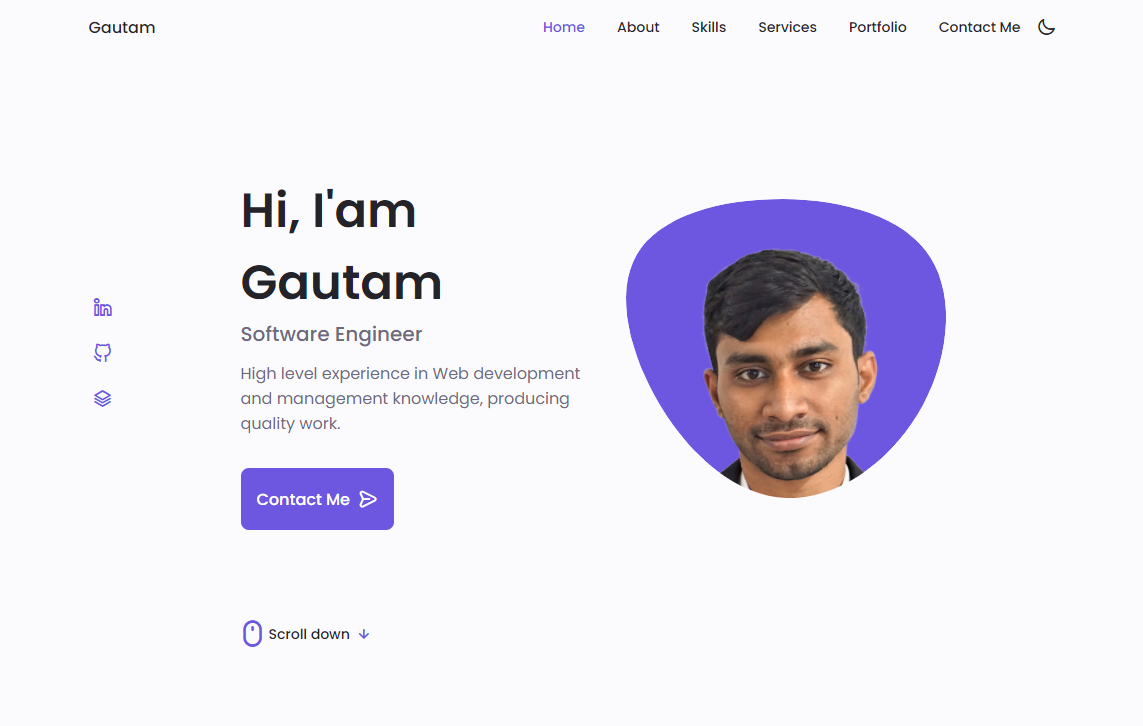 Gautam
Home About Skills Services Portfolio Contact Me
Hi, I'am
Gautam
Software Engineer
High level experience in Web development
and management knowledge, producing
quality work.
Contact Me
Scroll down